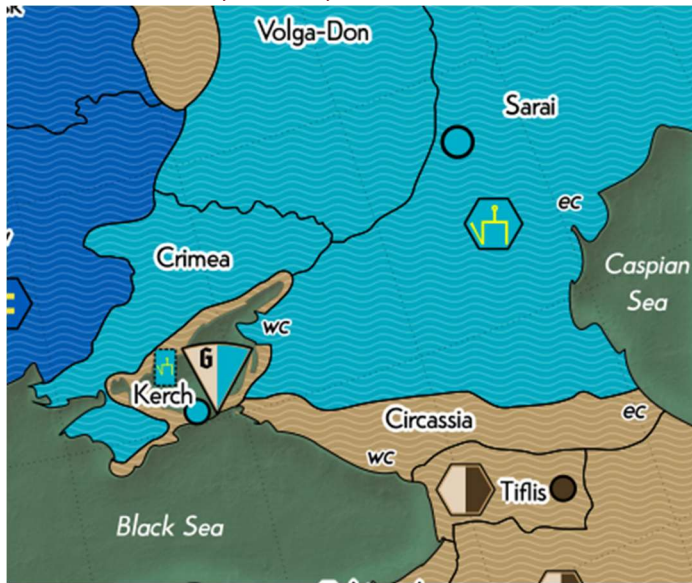 Volga-Don
Sarai
ec
Crimea
Caspian
Sea
wc
G
Kerch
Circassia
ec
wc
Tiflis
Black Sea